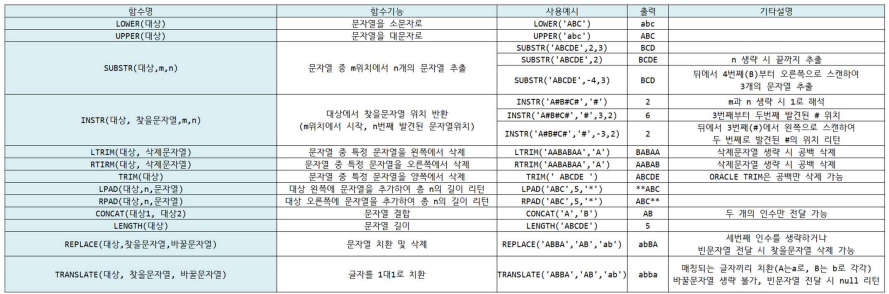 함수명 함수기능 사용예시 출력 기타설명
LOWER(대상) 문자열을 소문자로 LOWER('ABC') abc
UPPER(대상) 문자열을 대문자로 UPPER('abc') ABC
SUBSTR(대상,m,n) 문자열 중 m위치에서 n개의 문자열 추출 SUBSTR('ABCDE',2,3) BCD
SUBSTR('ABCDE',2) BCDE n 생략 시 끝까지 추출
SUBSTR('ABCDE',-4,3) BCD 뒤에서 4번째(B)부터 오른쪽으로 스캔하여
3개의 문자열 추출
INSTR(대상, 찾을문자열,m,n) 대상에서 찾을문자열 위치 반환
(m위치에서 시작, n번째 발견된 문자열위치)
INSTR('A#B#C#','#') 2 m과 n 생략 시 1로 해석
INSTR('A#B#C#','#',3,2) 6 3번째부터 두번째 발견된 # 위치
INSTR('A#B#C#','#',-3,2) 2 뒤에서 3번째(#)에서 왼쪽으로 스캔하여
두 번째로 발견된 #의 위치 리턴
LTRIM(대상, 삭제문자열) 문자열 중 특정 문자열을 왼쪽에서 삭제 LTRIM('AABABAA','A') BABAA 삭제문자열 생략 시 공백 삭제
RTIRM(대상, 삭제문자열) 문자열 중 특정 문자열을 오른쪽에서 삭제 RTRIM('AABABAA','A') AABAB 삭제문자열 생략 시 공백 삭제
TRIM(대상) 문자열 중 특정 문자열을 양쪽에서 삭제 TRIM(' ABCDE ') ABCDE ORACLE TRIM은 공백만 삭제 가능
LPAD(대상,n,문자열) 대상 왼쪽에 문자열을 추가하여 총 n의 길이 리턴 LPAD('ABC',5,'*') **ABC
RPAD(대상,n,문자열) 대상 오른쪽에 문자열을 추가하여 총 n의 길이 리턴 RPAD('ABC',5,'*') ABC**
CONCAT(대상1, 대상2) 문자열 결합 CONCAT('A','B') AB 두 개의 인수만 전달 가능
LENGTH(대상) 문자열 길이 LENGTH('ABCDE') 5
REPLACE(대상,찾을문자열,바꿀문자열) 문자열 치환 및 삭제 REPLACE('ABBA','AB','ab') abBA 세번째 인수를 생략하거나
빈문자열 전달 시 찾을문자열 삭제 가능
TRANSLATE(대상, 찾을문자열, 바꿀문자열) 글자를 1대1로 치환 TRANSLATE('ABBA','AB','ab') abba 매칭되는 글자끼리 치환(A는a로, B는 b로 각각)
바꿀문자열 생략 불가, 빈문자열 전달 시 null 리턴